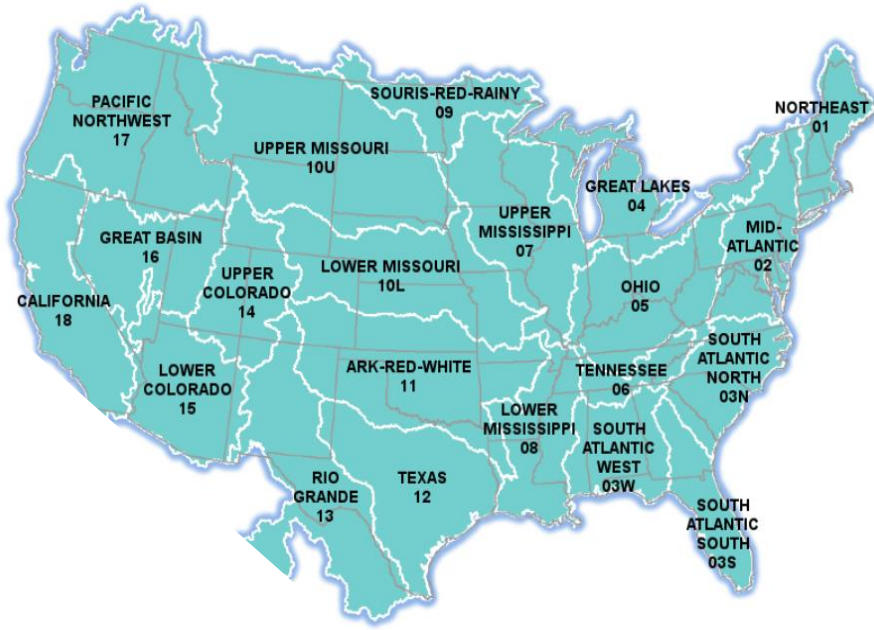 SOURIS-RED-RAINY
09
NORTHEAST
01
PACIFIC
NORTHWEST
17
UPPER MISSOURI
10U
GREAT LAKES
04
UPPER
MISSISSIPPI
07
MID-
ATLANTIC
02
GREAT BASIN
16
LOWER MISSOURI
10L
UPPER
COLORADO
14
OHIO
05
CALIFORNIA
18
SOUTH
ATLANTIC
NORTH
03N
LOWER
COLORADO
15
ARK-RED-WHITE
11
TENNESSEE
06
LOWER
MISSISSIPPI
08
SOUTH
ATLANTIC
WEST
03W
RIO
GRANDE
13
TEXAS
12
SOUTH
ATLANTIC
SOUTH
03S